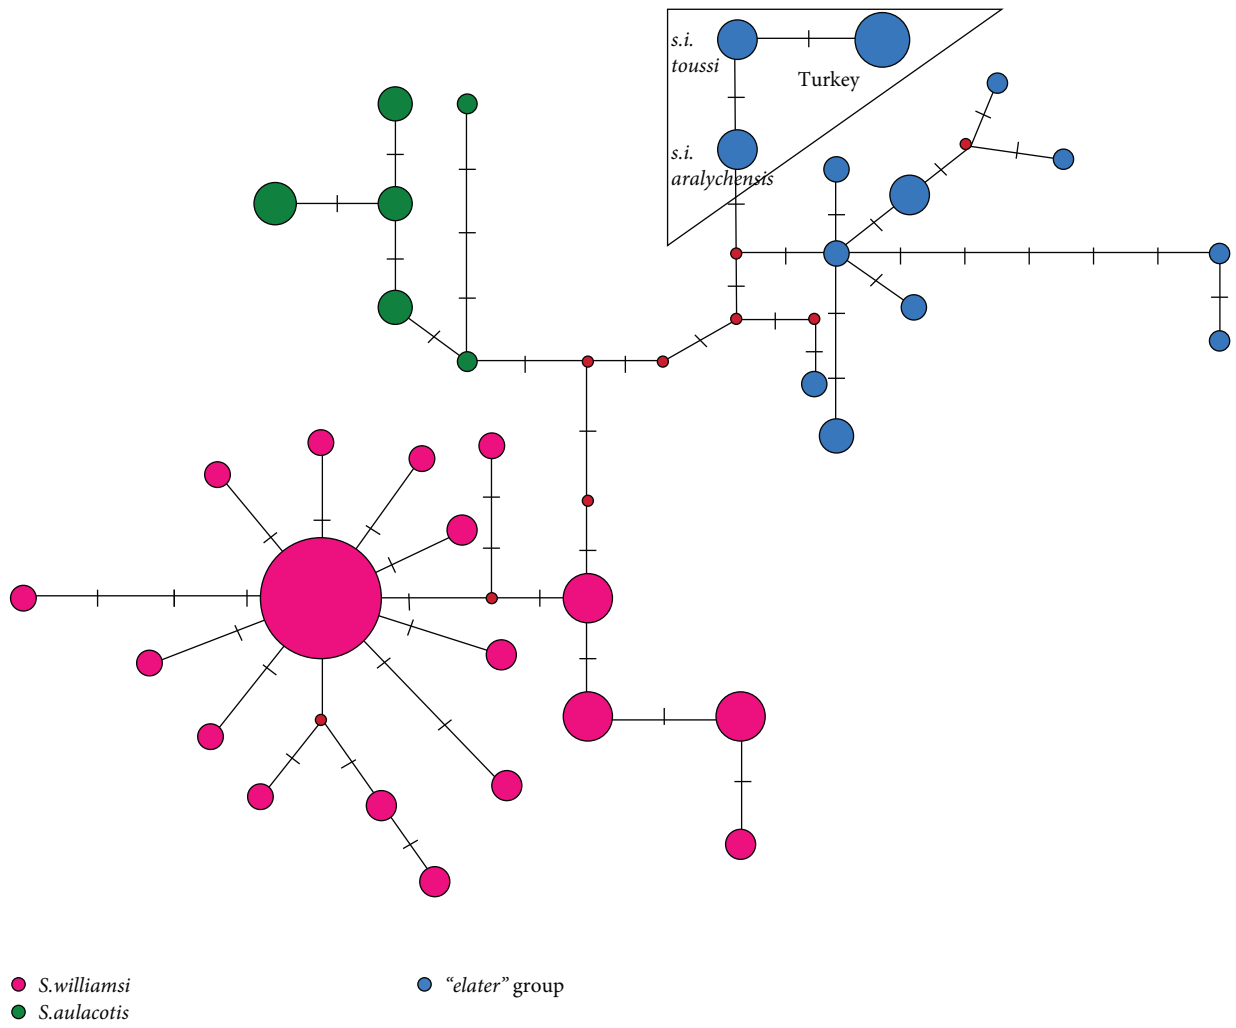 s.i.
toussi
Turkey
s.i.
aralychensis
S.williamsi
S.aulacotis
"elater" group